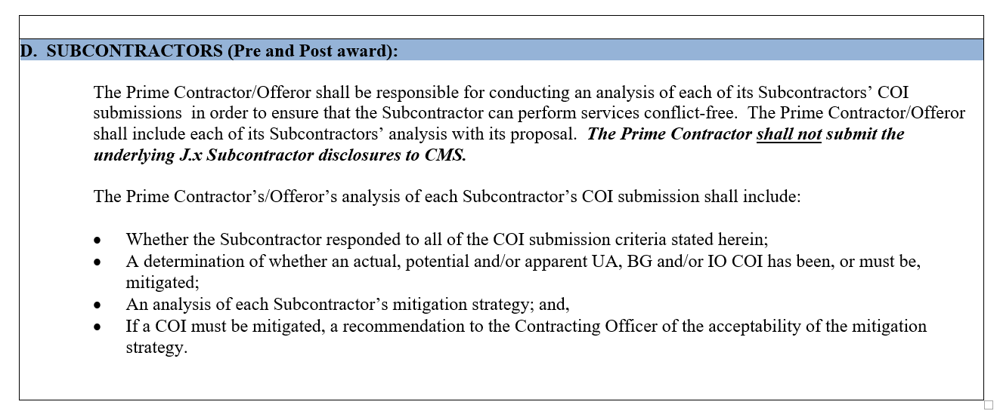 D. SUBCONTRACTORS (Pre and Post award):
The Prime Contractor/Offeror shall be responsible for conducting an analysis of each of its Subcontractors’ COI
submissions in order to ensure that the Subcontractor can perform services conflict-free. The Prime Contractor/Offeror
shall include each of its Subcontractors’ analysis with its proposal. The Prime Contractor shall not submit the
underlying J.x Subcontractor disclosures to CMS.
The Prime Contractor’s/Offeror’s analysis of each Subcontractor’s COI submission shall include:
• Whether the Subcontractor responded to all of the COI submission criteria stated herein;
• A determination of whether an actual, potential and/or apparent UA, BG and/or IO COI has been, or must be,
mitigated;
• An analysis of each Subcontractor’s mitigation strategy; and,
• If a COI must be mitigated, a recommendation to the Contracting Officer of the acceptability of the mitigation
strategy.